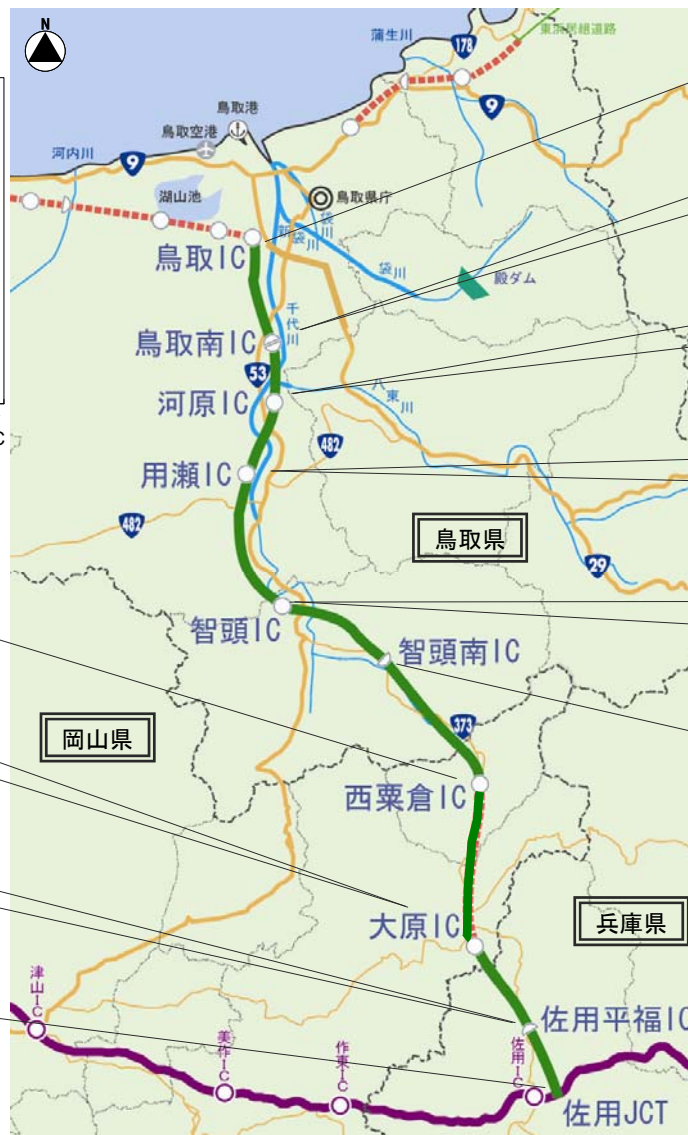 N
蒲生川
178
東浜居組道路
9
鳥取港
鳥取空港
河内川
9
湖山池
鳥取県庁
袋川
新袋川
袋川
鳥取IC
殿ダム
千代川
鳥取南IC
53
八東川
河原IC
C
482
用瀬IC
482
鳥取県
29
智頭IC
智頭南IC
373
岡山県
西粟倉IC
大原IC
兵庫県
津山IC
美作IC
作東IC
佐用IC
佐用平福IC
佐用JCT